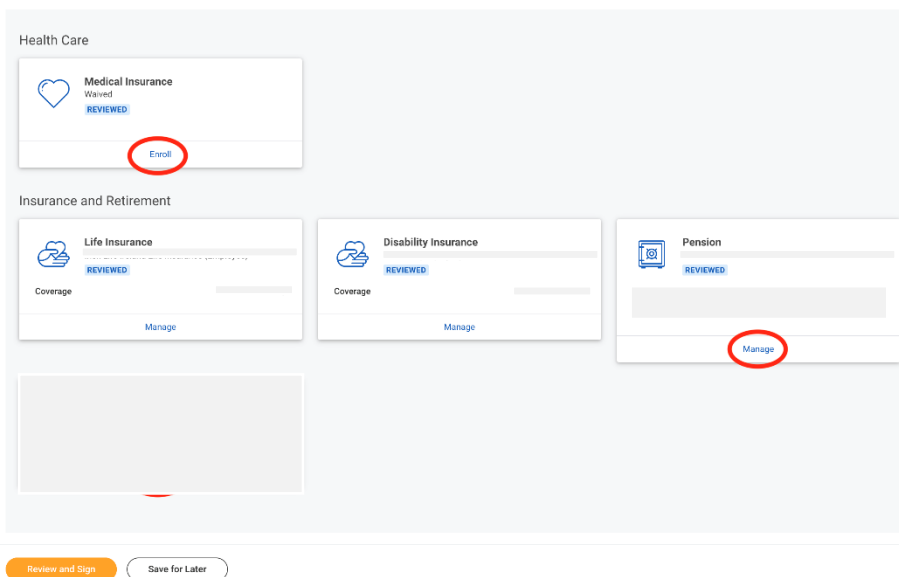 Health Care
Medical Insurance
Waived
REVIEWED
Enroll
Insurance and Retirement
Life Insurance
REVIEWED
Coverage
Manage
Disability Insurance
REVIEWED
Coverage
Manage
Pension
REVIEWED
Manage
Review and Sign
Save for Later